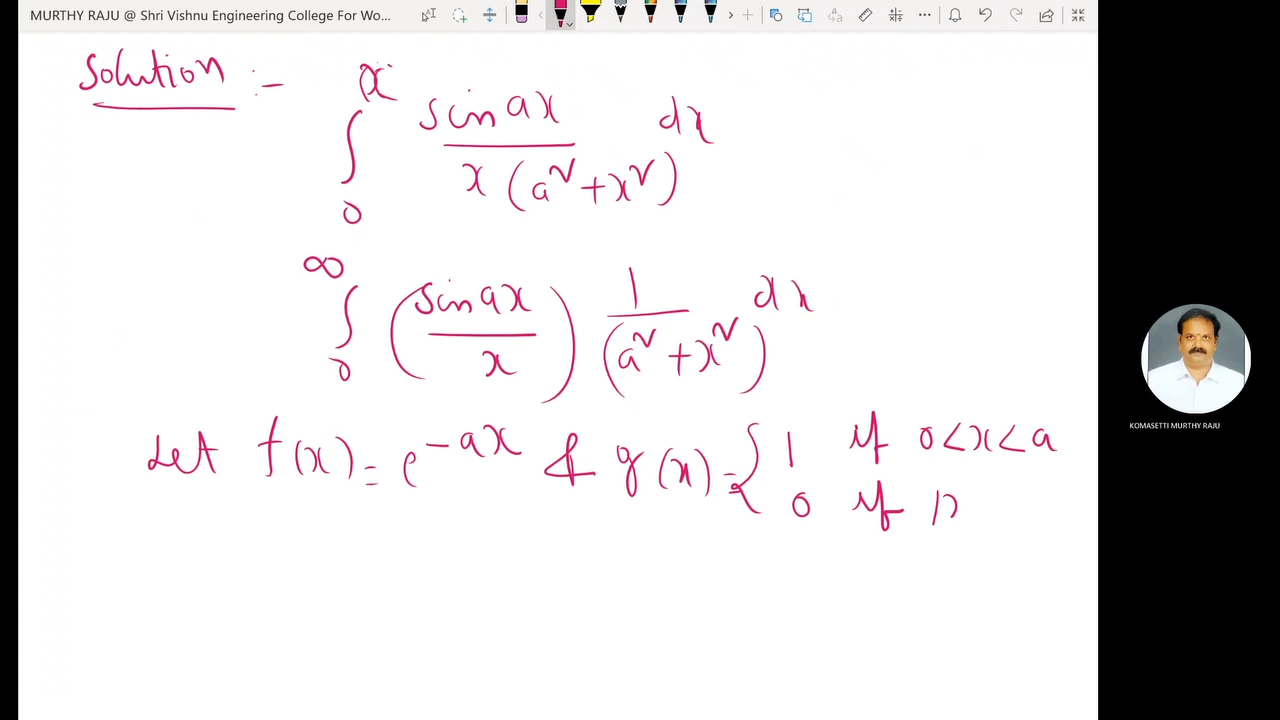 MURTHY RAJU @ Shri Vishnu Engineering College For Wo...
Solution :-
∫₀^∞ sin ax / x (a² + x²) dx
∫₀^∞ (sin ax / x) 1 / (a² + x²) dx
Let f(x) = e^{-ax} & g(x) = { 1 if 0<x<a
0 if
KOMASETTI MURTHY RAJU